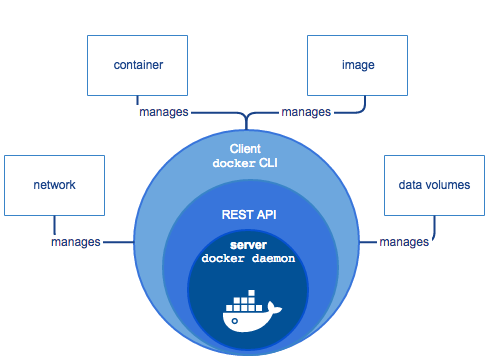 container
image
manages
manages
Client
docker CLI
network
data volumes
REST API
manages
manages
server
docker daemon